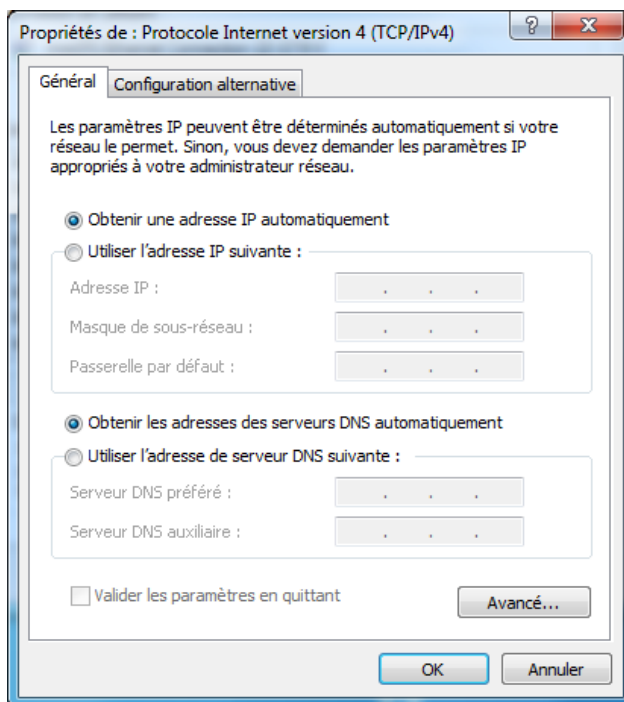 Propriétés de : Protocole Internet version 4 (TCP/IPv4)
Général
Configuration alternative
Les paramètres IP peuvent être déterminés automatiquement si votre
réseau le permet. Sinon, vous devez demander les paramètres IP
appropriés à votre administrateur réseau.
Obtenir une adresse IP automatiquement
Utiliser l'adresse IP suivante :
Adresse IP :
Masque de sous-réseau :
Passerelle par défaut :
Obtenir les adresses des serveurs DNS automatiquement
Utiliser l'adresse de serveur DNS suivante :
Serveur DNS préféré :
Serveur DNS auxiliaire :
Valider les paramètres en quittant
Avancé...
OK
Annuler